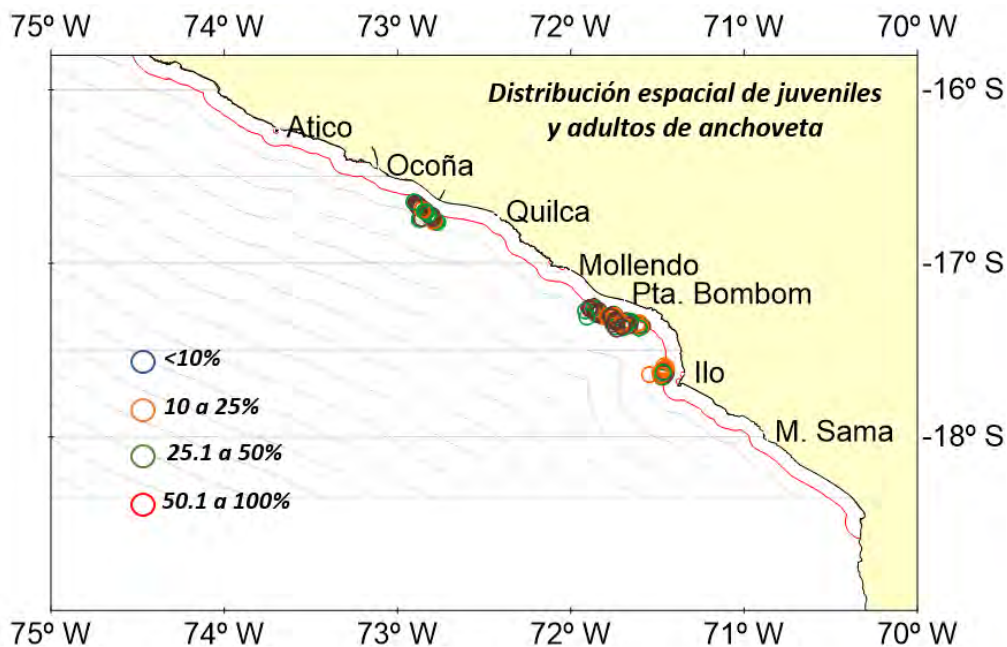 75º W 74º W 73º W 72º W 71º W 70º W
Distribución espacial de juveniles
y adultos de anchoveta
-16º S
Atico
Ocoña
Quilca
-17º S
Mollendo
Pta. Bombom
<10%
Ilo
10 a 25%
M. Sama
-18º S
25.1 a 50%
50.1 a 100%
75º W 74º W 73º W 72º W 71º W 70º W